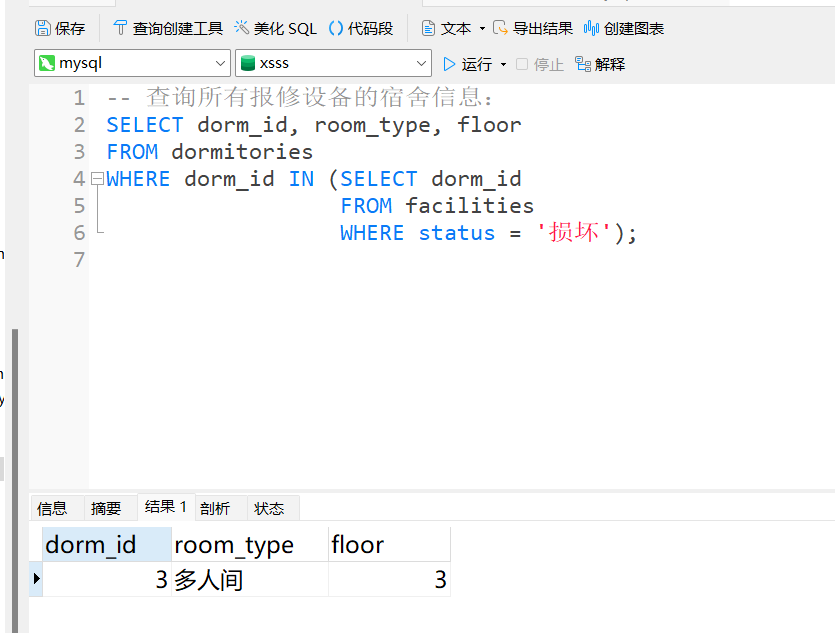 保存 查询创建工具 美化 SQL () 代码段 文本 导出结果 创建图表
mysql xsss 运行 停止 解释
1 -- 查询所有报修设备的宿舍信息：
2 SELECT dorm_id, room_type, floor
3 FROM dormitories
4 WHERE dorm_id IN (SELECT dorm_id
5 FROM facilities
6 WHERE status = '损坏');
7
信息 摘要 结果 1 剖析 状态
dorm_id room_type floor
3 多人间 3